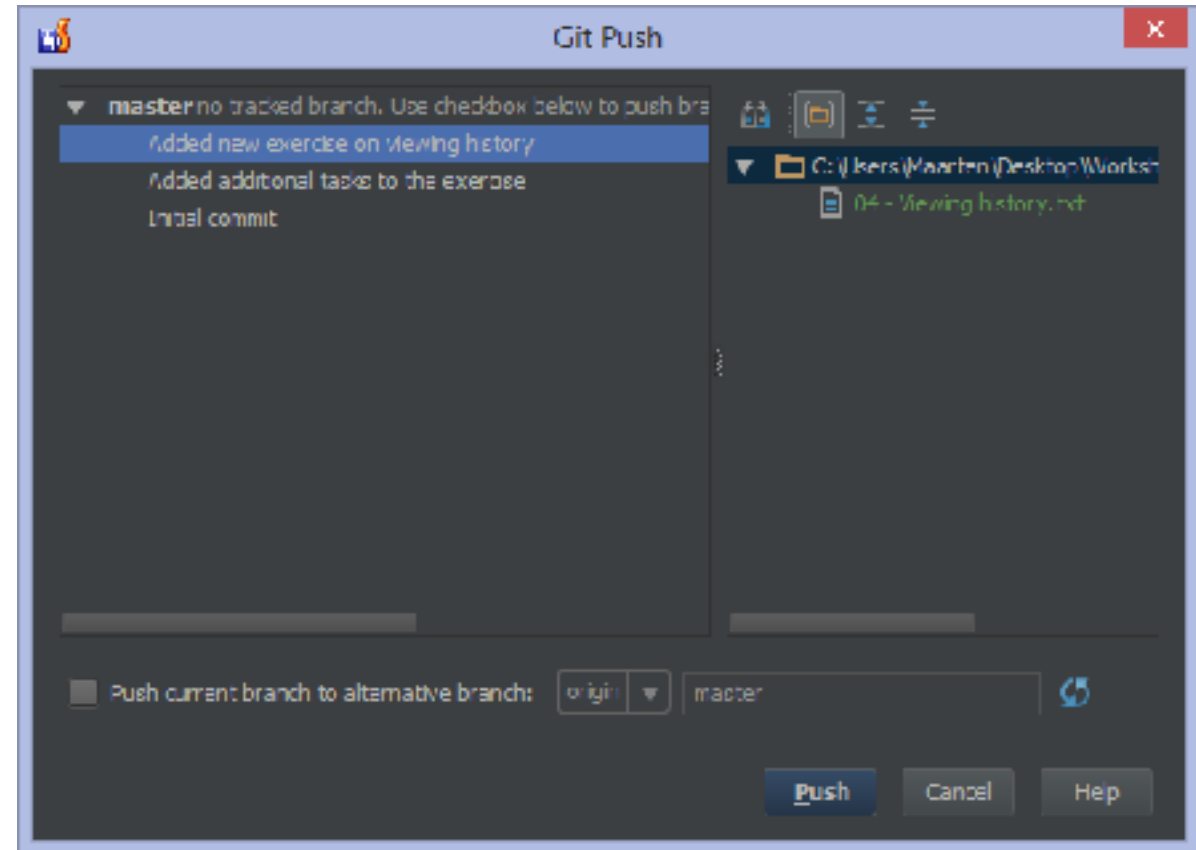 Git Push
master no tracked branch. Use checkbox below to push bra
Added new exercise on viewing history
Added additional tasks to the exercise
Initial commit
C:\Users\Maarten\Desktop\Worksh
04 - Viewing history.txt
Push current branch to alternative branch: origin master
Push Cancel Help